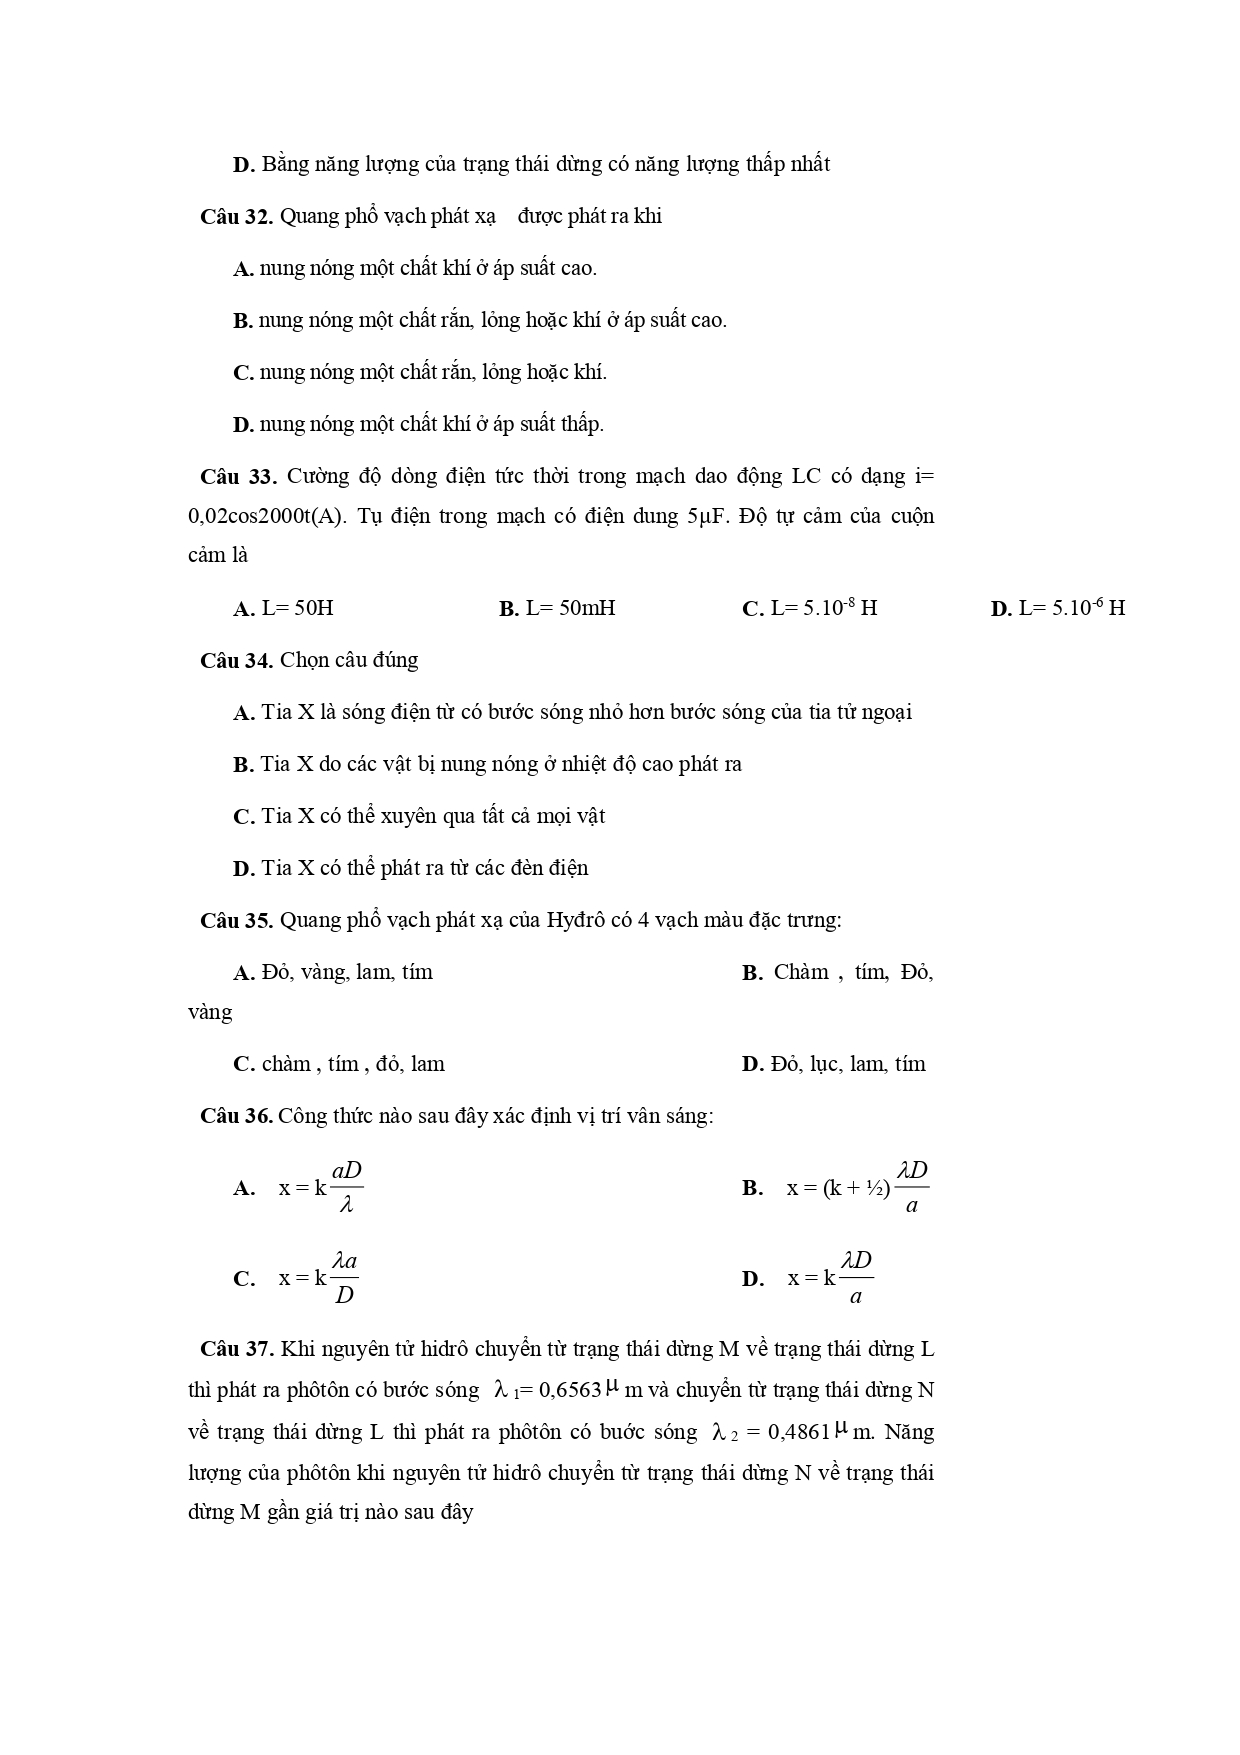 D. Bằng năng lượng của trạng thái dừng có năng lượng thấp nhất
Câu 32. Quang phổ vạch phát xạ được phát ra khi
A. nung nóng một chất khí ở áp suất cao.
B. nung nóng một chất rắn, lỏng hoặc khí ở áp suất cao.
C. nung nóng một chất rắn, lỏng hoặc khí.
D. nung nóng một chất khí ở áp suất thấp.
Câu 33. Cường độ dòng điện tức thời trong mạch dao động LC có dạng i=
0,02cos2000t(A). Tụ điện trong mạch có điện dung 5μF. Độ tự cảm của cuộn
cảm là
A. L= 50H B. L= 50mH C. L= 5.10⁻⁸ H D. L= 5.10⁻⁶ H
Câu 34. Chọn câu đúng
A. Tia X là sóng điện từ có bước sóng nhỏ hơn bước sóng của tia tử ngoại
B. Tia X do các vật bị nung nóng ở nhiệt độ cao phát ra
C. Tia X có thể xuyên qua tất cả mọi vật
D. Tia X có thể phát ra từ các đèn điện
Câu 35. Quang phổ vạch phát xạ của Hyđrô có 4 vạch màu đặc trưng:
A. Đỏ, vàng, lam, tím B. Chàm , tím, Đỏ,
vàng
C. chàm , tím , đỏ, lam D. Đỏ, lục, lam, tím
Câu 36. Công thức nào sau đây xác định vị trí vân sáng:
A. x = k aD/λ B. x = (k + ½) λD/a
C. x = k λa/D D. x = k λD/a
Câu 37. Khi nguyên tử hidrô chuyển từ trạng thái dừng M về trạng thái dừng L
thì phát ra phôtôn có bước sóng λ₁= 0,6563 μ m và chuyển từ trạng thái dừng N
về trạng thái dừng L thì phát ra phôtôn có buớc sóng λ₂ = 0,4861 μ m. Năng
lượng của phôtôn khi nguyên tử hidrô chuyển từ trạng thái dừng N về trạng thái
dừng M gần giá trị nào sau đây